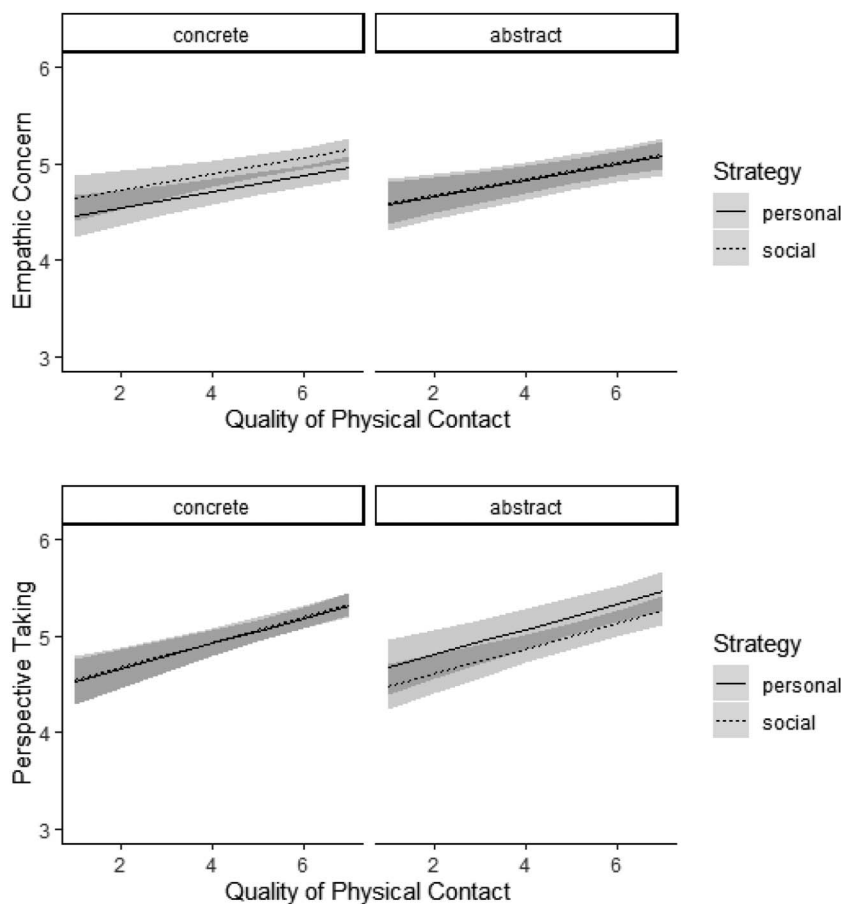 concrete
abstract
6
5
4
3
Empathic Concern
2
4
6
2
4
6
Quality of Physical Contact
Strategy
personal
social
concrete
abstract
6
5
4
3
Perspective Taking
2
4
6
2
4
6
Quality of Physical Contact
Strategy
personal
social